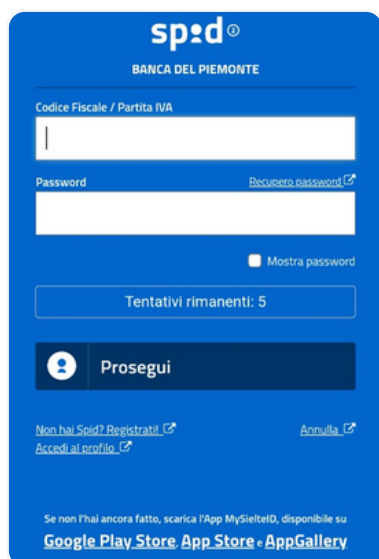 spid 2
BANCA DEL PIEMONTE
Codice Fiscale / Partita IVA
Password Recupero password
Mostra password
Tentativi rimanenti: 5
Prosegui
Non hai Spid? Registrati! Annulla
Accedi al profilo
Se non l'hai ancora fatto, scarica l'App MySielteID, disponibile su
Google Play Store, App Store e AppGallery